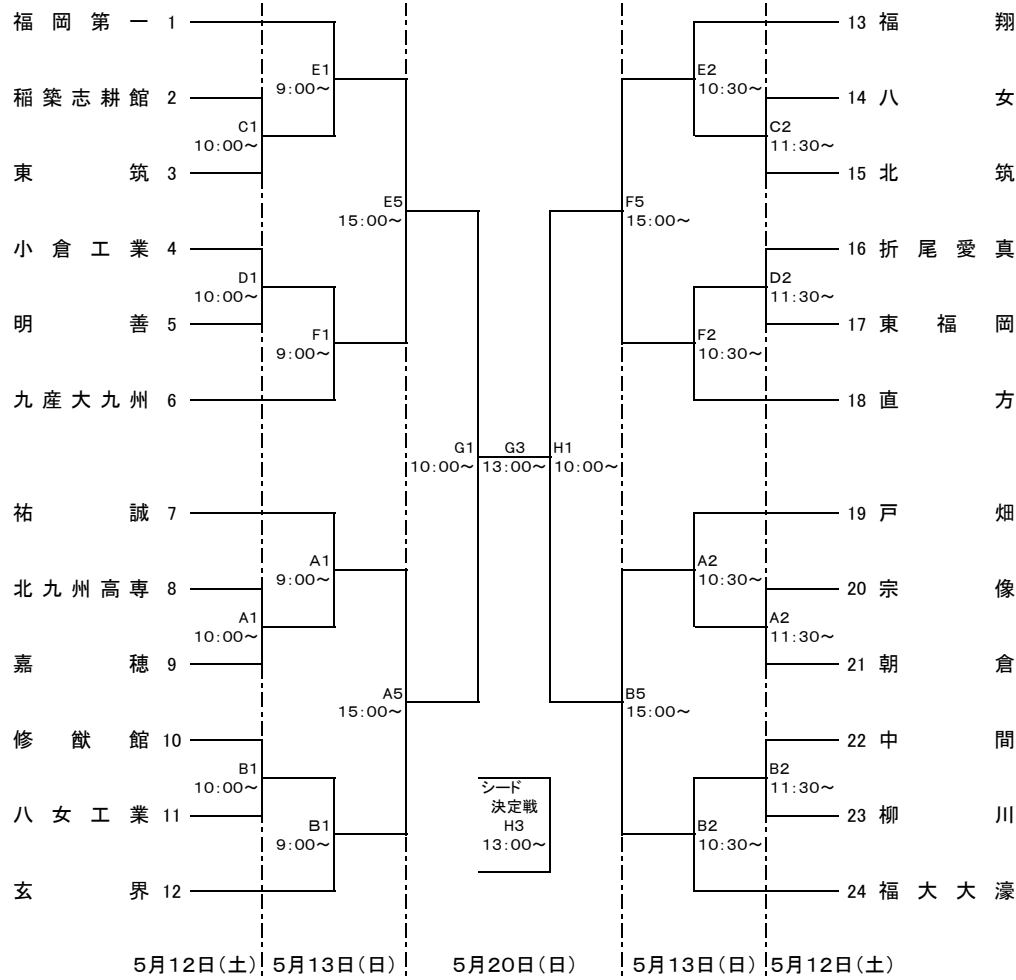 福岡第一 1
13 福翔
E1
9:00～
E2
10:30～
稲築志耕館 2
14 八女
C1
10:00～
C2
11:30～
東筑 3
15 北筑
E5
15:00～
F5
15:00～
小倉工業 4
16 折尾愛真
D1
10:00～
D2
11:30～
明善 5
17 東福岡
F1
9:00～
F2
10:30～
九産大九州 6
18 直方
G1
10:00～
G3
13:00～
H1
10:00～
祐誠 7
19 戸畑
A1
9:00～
A2
10:30～
北九州高専 8
20 宗像
A1
10:00～
A2
11:30～
嘉穂 9
21 朝倉
A5
15:00～
B5
15:00～
修猷館 10
22 中間
B1
10:00～
シード
決定戦
H3
13:00～
B2
11:30～
八女工業 11
23 柳川
B1
9:00～
B2
10:30～
玄界 12
24 福大大濠
5月12日(土) 5月13日(日) 5月20日(日) 5月13日(日) 5月12日(土)